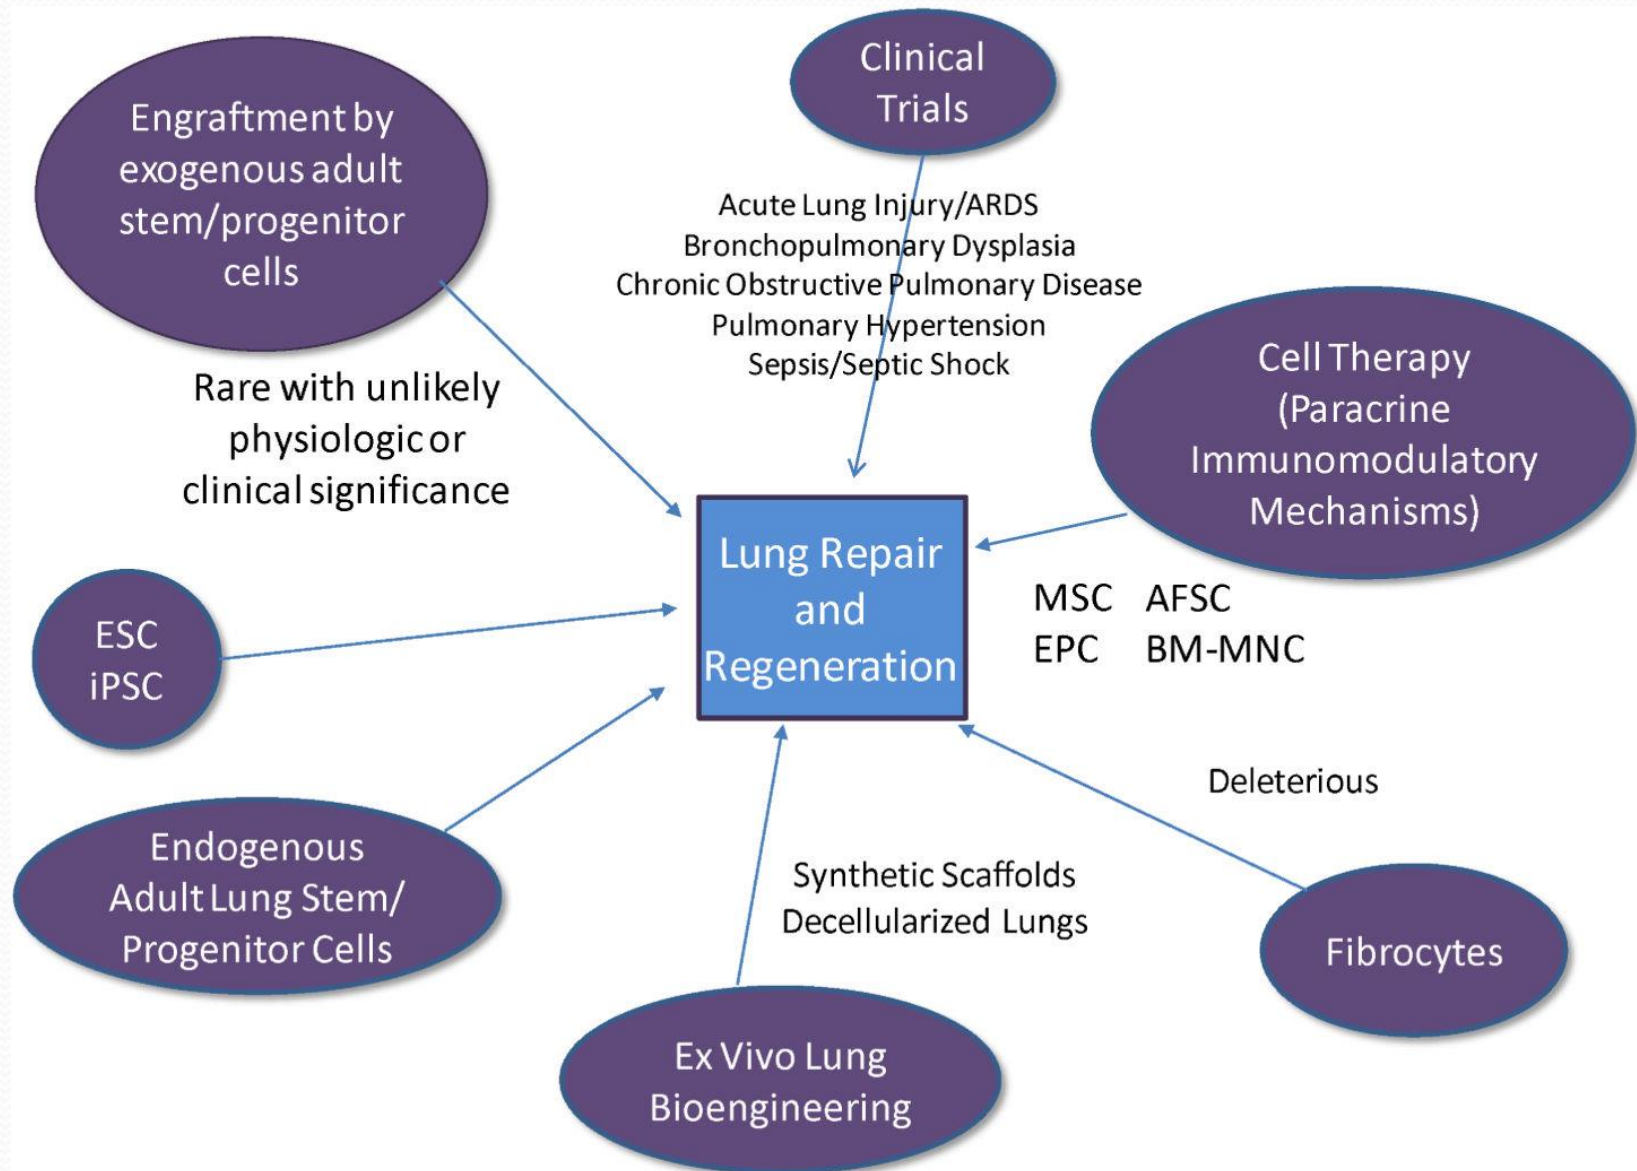 Clinical
Trials
Engraftment by
exogenous adult
stem/progenitor
cells
Acute Lung Injury/ARDS
Bronchopulmonary Dysplasia
Chronic Obstructive Pulmonary Disease
Pulmonary Hypertension
Sepsis/Septic Shock
Rare with unlikely
physiologic or
clinical significance
Cell Therapy
(Paracrine
Immunomodulatory
Mechanisms)
Lung Repair
and
Regeneration
MSC AFSC
EPC BM-MNC
ESC
iPSC
Deleterious
Endogenous
Adult Lung Stem/
Progenitor Cells
Synthetic Scaffolds
Decellularized Lungs
Fibrocytes
Ex Vivo Lung
Bioengineering